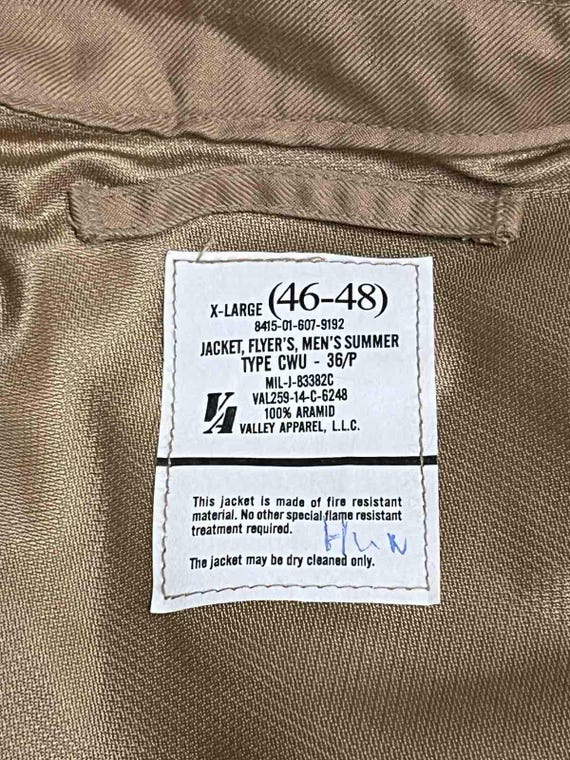 X-LARGE (46-48)
8415-01-607-9192
JACKET, FLYER'S, MEN'S SUMMER
TYPE CWU - 36/P
MIL-J-83382C
VAL259-14-C-6248
100% ARAMID
VA VALLEY APPAREL, L.L.C.
This jacket is made of fire resistant
material. No other special flame resistant
treatment required.
The jacket may be dry cleaned only.